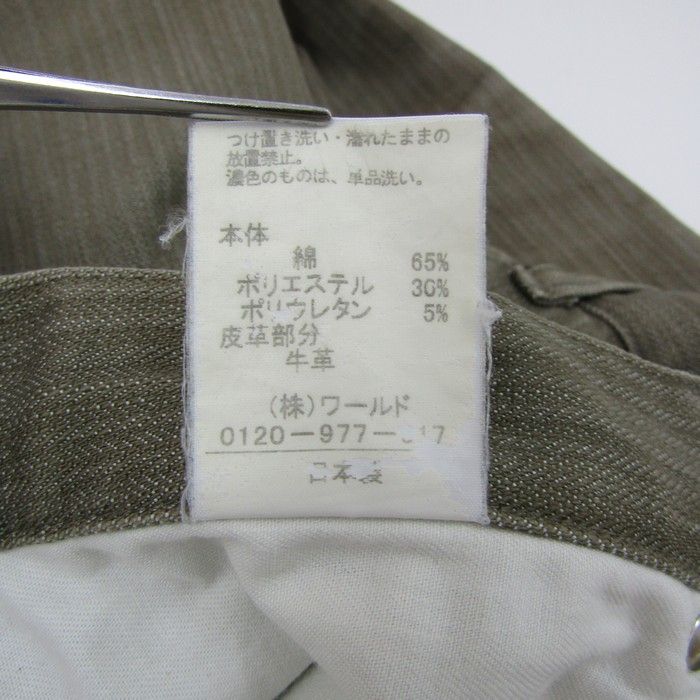 つけ置き洗い・濡れたままの
放置禁止。
濃色のものは、単品洗い。
本体
綿 65%
ポリエステル 30%
ポリウレタン 5%
皮革部分
牛革
(株)ワールド
0120-977-
日本製